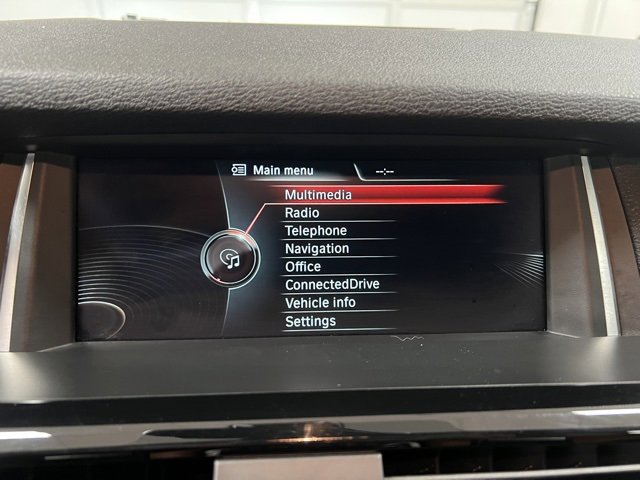 Main menu
--:--
Multimedia
Radio
Telephone
Navigation
Office
ConnectedDrive
Vehicle info
Settings